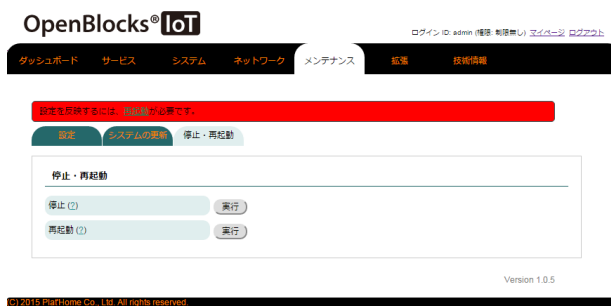 OpenBlocks® IoT
ログイン ID: admin (権限: 制限無し) マイページ ログアウト
ダッシュボード サービス システム ネットワーク メンテナンス 拡張 技術情報
設定を反映するには、再起動が必要です。
設定 システムの更新 停止・再起動
停止・再起動
停止 (?) 実行
再起動 (?) 実行
Version 1.0.5
(C) 2015 Plat'Home Co., Ltd. All rights reserved.